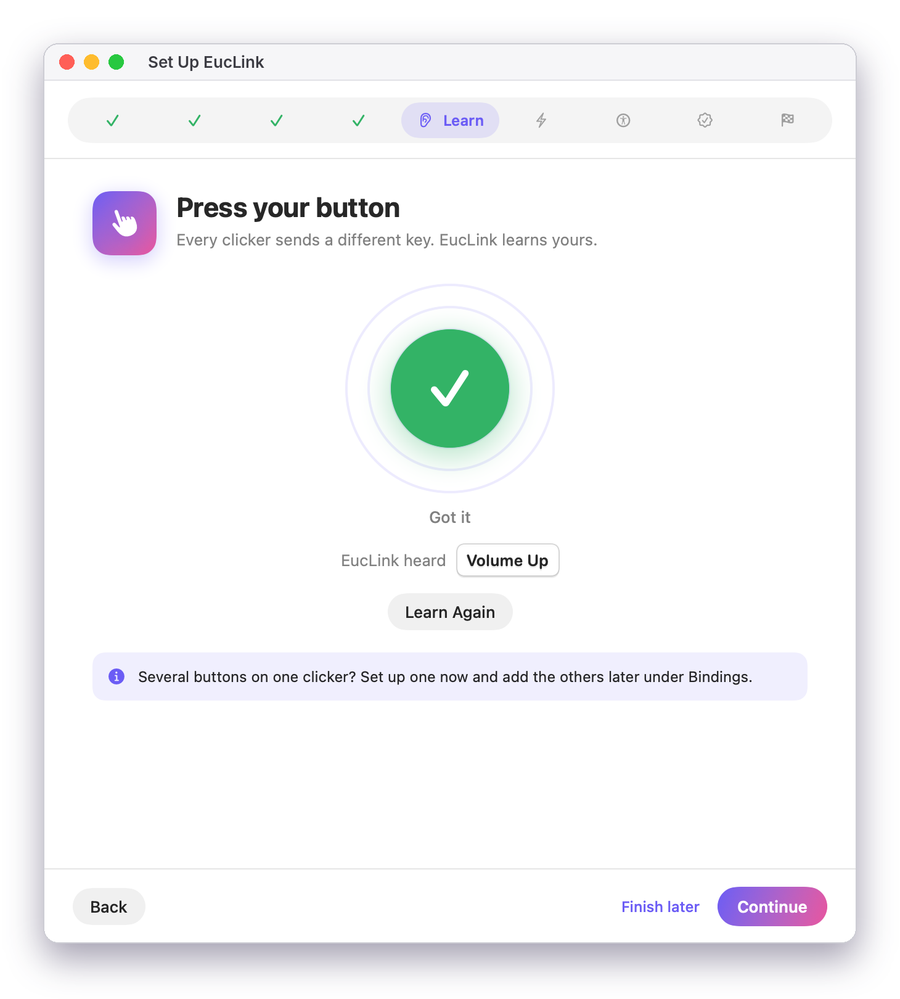 Set Up EucLink
Learn
Press your button
Every clicker sends a different key. EucLink learns yours.
Got it
EucLink heard Volume Up
Learn Again
Several buttons on one clicker? Set up one now and add the others later under Bindings.
Back
Finish later
Continue